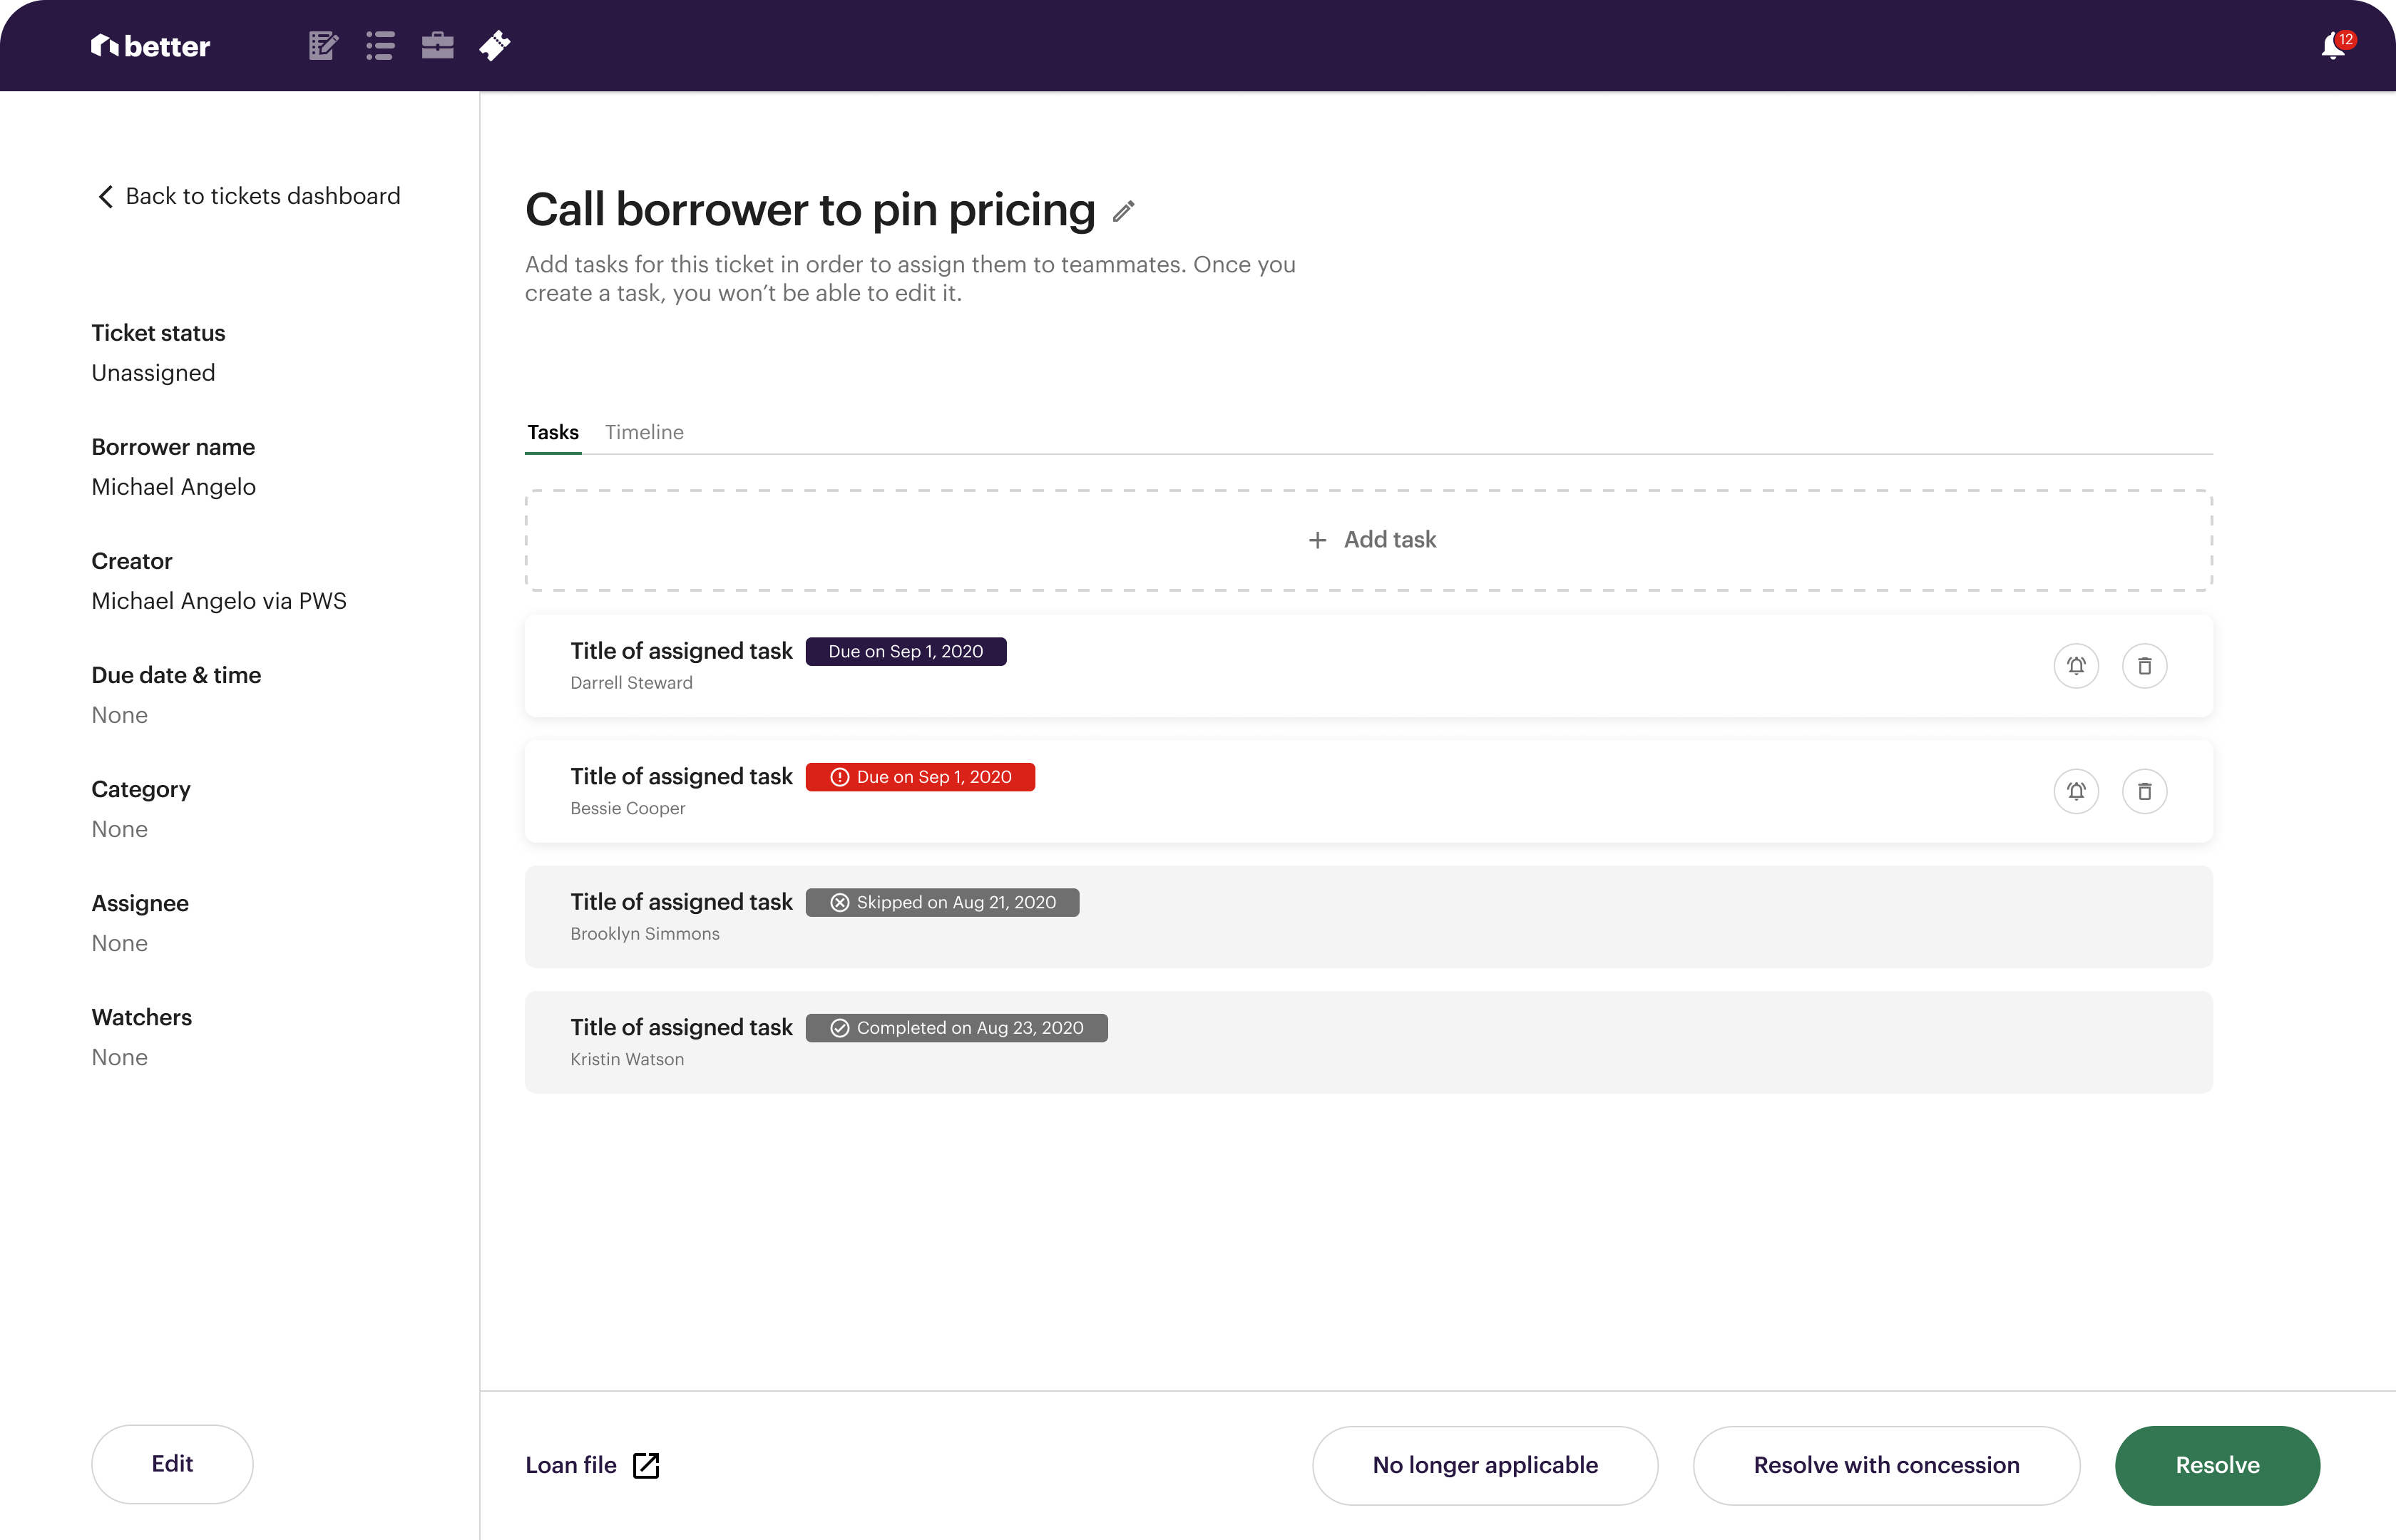 better
12
Back to tickets dashboard
Ticket status
Unassigned
Borrower name
Michael Angelo
Creator
Michael Angelo via PWS
Due date & time
None
Category
None
Assignee
None
Watchers
None
Edit
Call borrower to pin pricing
Add tasks for this ticket in order to assign them to teammates. Once you
create a task, you won’t be able to edit it.
Tasks Timeline
+ Add task
Title of assigned task Due on Sep 1, 2020
Darrell Steward
Title of assigned task Due on Sep 1, 2020
Bessie Cooper
Title of assigned task Skipped on Aug 21, 2020
Brooklyn Simmons
Title of assigned task Completed on Aug 23, 2020
Kristin Watson
Loan file No longer applicable Resolve with concession Resolve